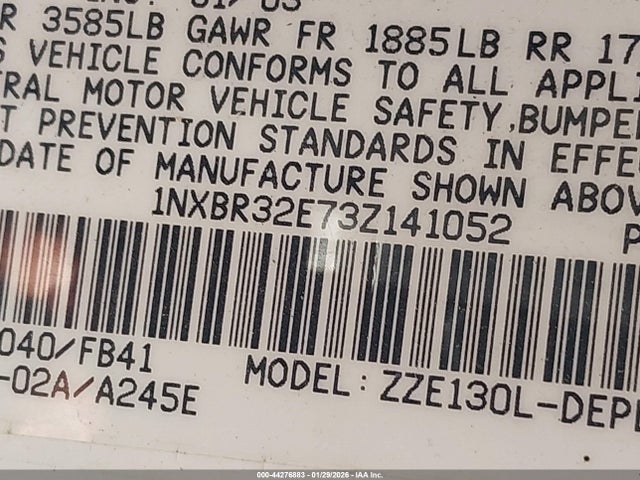 R 3585LB GAWR FR 1885LB RR 17
S VEHICLE CONFORMS TO ALL APPLI
RAL MOTOR VEHICLE SAFETY, BUMPE
T PREVENTION STANDARDS IN EFFE
DATE OF MANUFACTURE SHOWN ABOV
1NXBR32E73Z141052 P
040/FB41
MODEL: ZZE130L-DEP
-02A/A245E
000-44276883 - 01/29/2026 - IAA Inc.